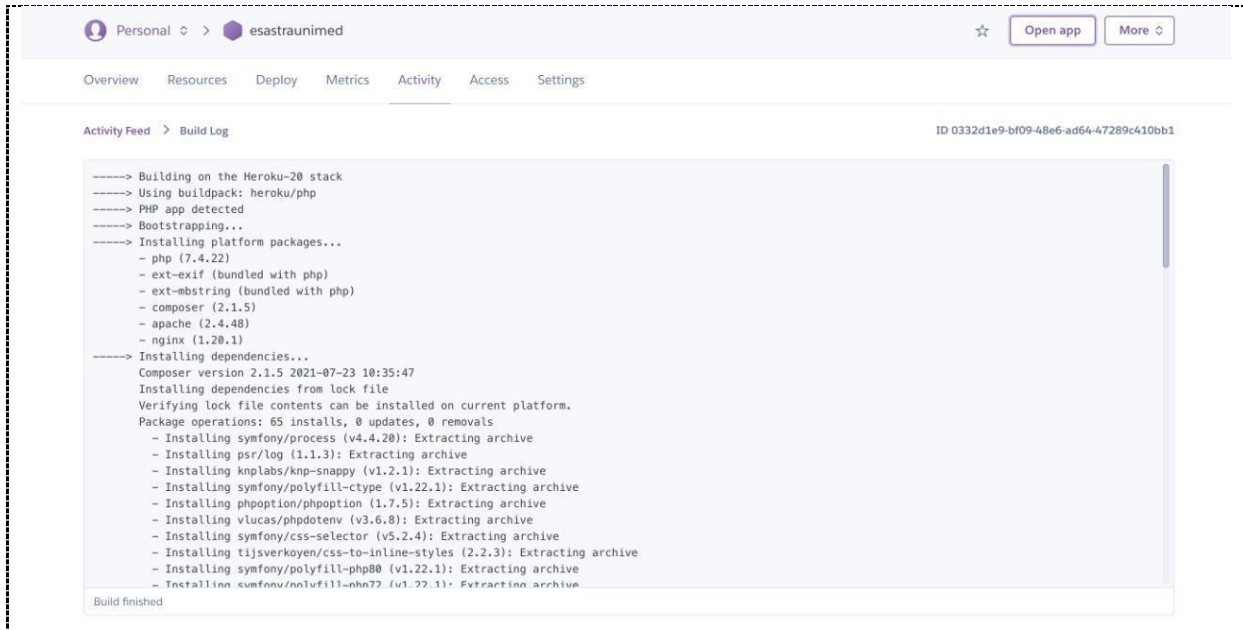 Personal > esastraunimed
Open app
More
Overview Resources Deploy Metrics Activity Access Settings
Activity Feed > Build Log
ID 0332d1e9-bf09-48e6-ad64-47289c410bb1
-----> Building on the Heroku-20 stack
-----> Using buildpack: heroku/php
-----> PHP app detected
-----> Bootstrapping...
-----> Installing platform packages...
- php (7.4.22)
- ext-exif (bundled with php)
- ext-mbstring (bundled with php)
- composer (2.1.5)
- apache (2.4.48)
- nginx (1.20.1)
-----> Installing dependencies...
Composer version 2.1.5 2021-07-23 10:35:47
Installing dependencies from lock file
Verifying lock file contents can be installed on current platform.
Package operations: 65 installs, 0 updates, 0 removals
- Installing symfony/process (v4.4.20): Extracting archive
- Installing psr/log (1.1.3): Extracting archive
- Installing knplabs/knp-snappy (v1.2.1): Extracting archive
- Installing symfony/polyfill-ctype (v1.22.1): Extracting archive
- Installing phpoption/phpoption (1.7.5): Extracting archive
- Installing vlucas/phpdotenv (v3.6.8): Extracting archive
- Installing symfony/css-selector (v5.2.4): Extracting archive
- Installing tijsverkoyen/css-to-inline-styles (2.2.3): Extracting archive
- Installing symfony/polyfill-php80 (v1.22.1): Extracting archive
- Installing symfony/polyfill-php72 (v1.22.1): Extracting archive
Build finished